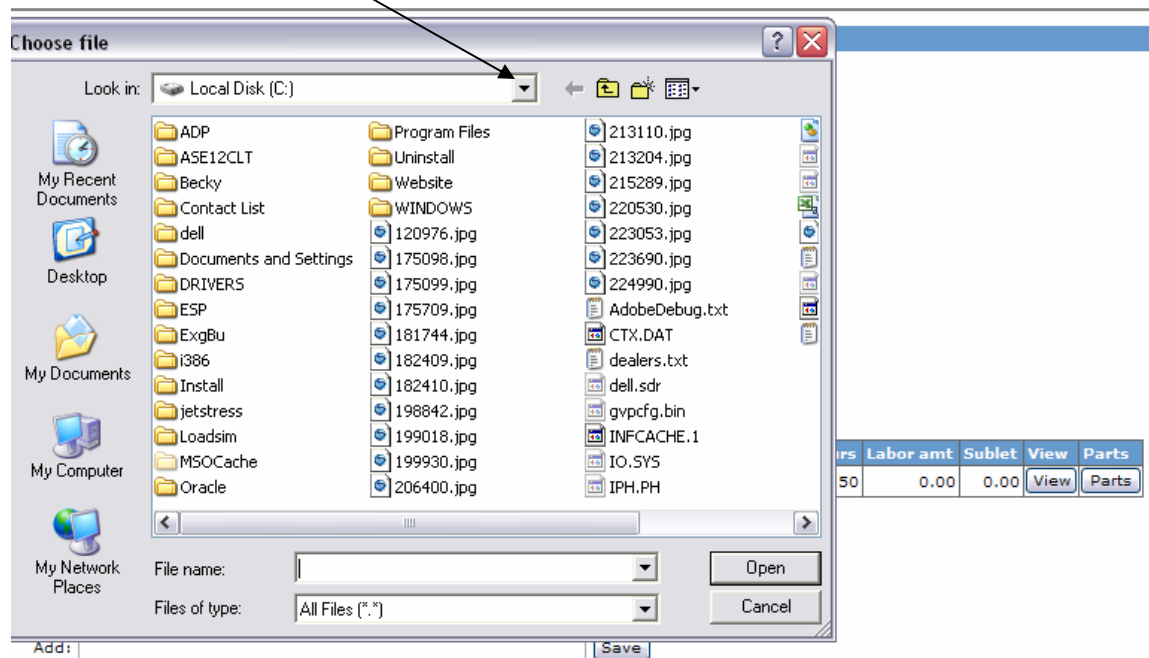 Choose file
Look in: Local Disk (C:)
My Recent
Documents
Desktop
My Documents
My Computer
My Network
Places
ADP
ASE12CLT
Becky
Contact List
dell
Documents and Settings
DRIVERS
ESP
ExgBu
i386
Install
jetstress
Loadsim
MSOCache
Oracle
Program Files
Uninstall
Website
WINDOWS
120976.jpg
175098.jpg
175099.jpg
175709.jpg
181744.jpg
182409.jpg
182410.jpg
198842.jpg
199018.jpg
199930.jpg
206400.jpg
213110.jpg
213204.jpg
215289.jpg
220530.jpg
223053.jpg
223690.jpg
224990.jpg
AdobeDebug.txt
CTX.DAT
dealers.txt
dell.sdr
gvpcfg.bin
INFCACHE.1
IO.SYS
IPH.PH
File name: Open
Files of type: All Files (*.*) Cancel
rs Labor amt Sublet View Parts
50 0.00 0.00 View Parts
Add: Save